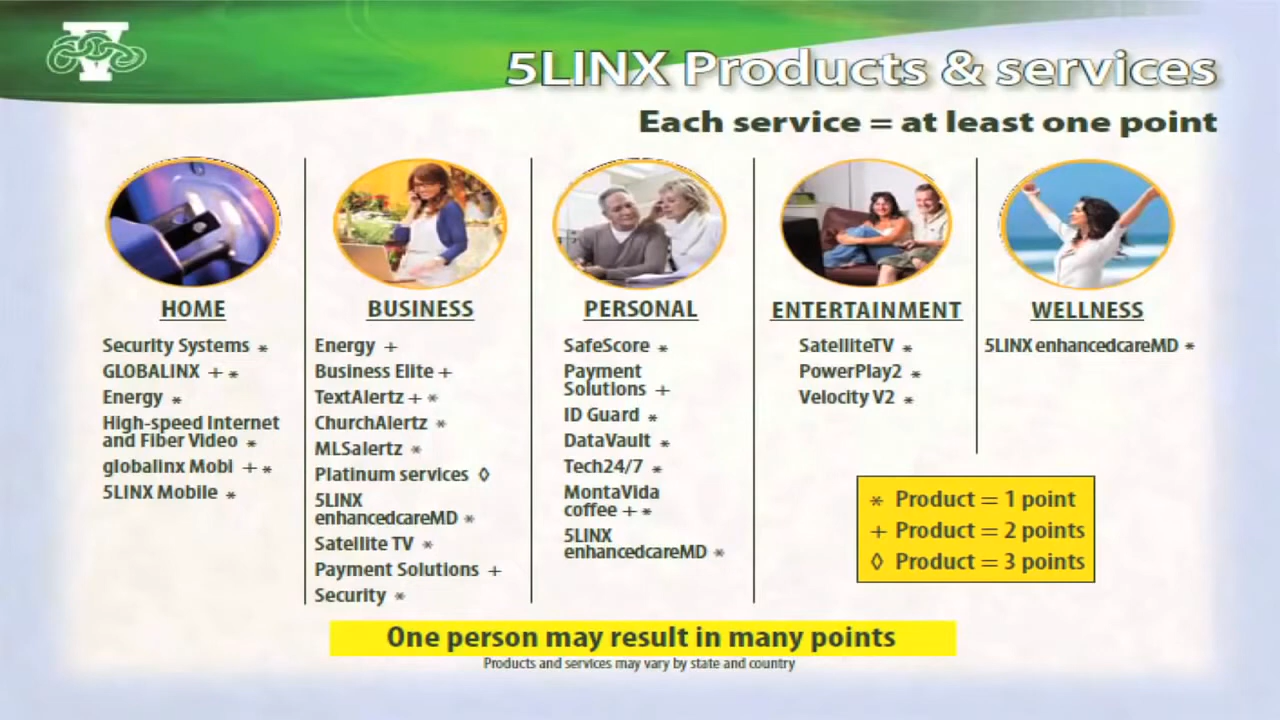 5LINX Products & services
Each service = at least one point
HOME
Security Systems *
GLOBALINX + *
Energy *
High-speed Internet
and Fiber Video *
globalinx Mobi + *
5LINX Mobile *
BUSINESS
Energy +
Business Elite +
TextAlertz + *
ChurchAlertz *
MLSalertz *
Platinum services ◊
5LINX
enhancedcareMD *
Satellite TV *
Payment Solutions +
Security *
PERSONAL
SafeScore *
Payment
Solutions +
ID Guard *
DataVault *
Tech24/7 *
MontaVida
coffee + *
5LINX
enhancedcareMD *
ENTERTAINMENT
SatelliteTV *
PowerPlay2 *
Velocity V2 *
WELLNESS
5LINX enhancedcareMD *
* Product = 1 point
+ Product = 2 points
◊ Product = 3 points
One person may result in many points
Products and services may vary by state and country